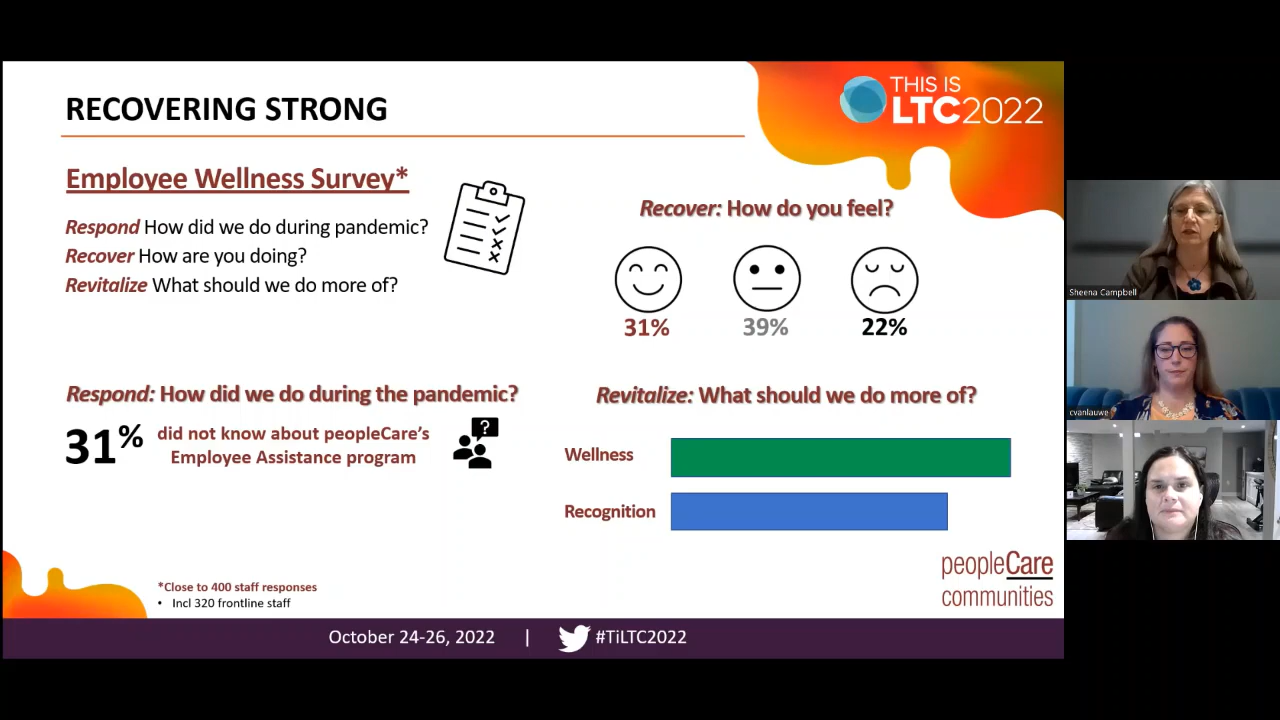 RECOVERING STRONG
THIS IS
LTC2022
Employee Wellness Survey*
Respond How did we do during pandemic?
Recover How are you doing?
Revitalize What should we do more of?
Recover: How do you feel?
31%
39%
22%
Respond: How did we do during the pandemic?
31%
did not know about peopleCare's
Employee Assistance program
?
Revitalize: What should we do more of?
Wellness
Recognition
*Close to 400 staff responses
• Incl 320 frontline staff
peopleCare
communities
October 24-26, 2022 | #TiLTC2022
Sheena Campbell
cvanlauwe